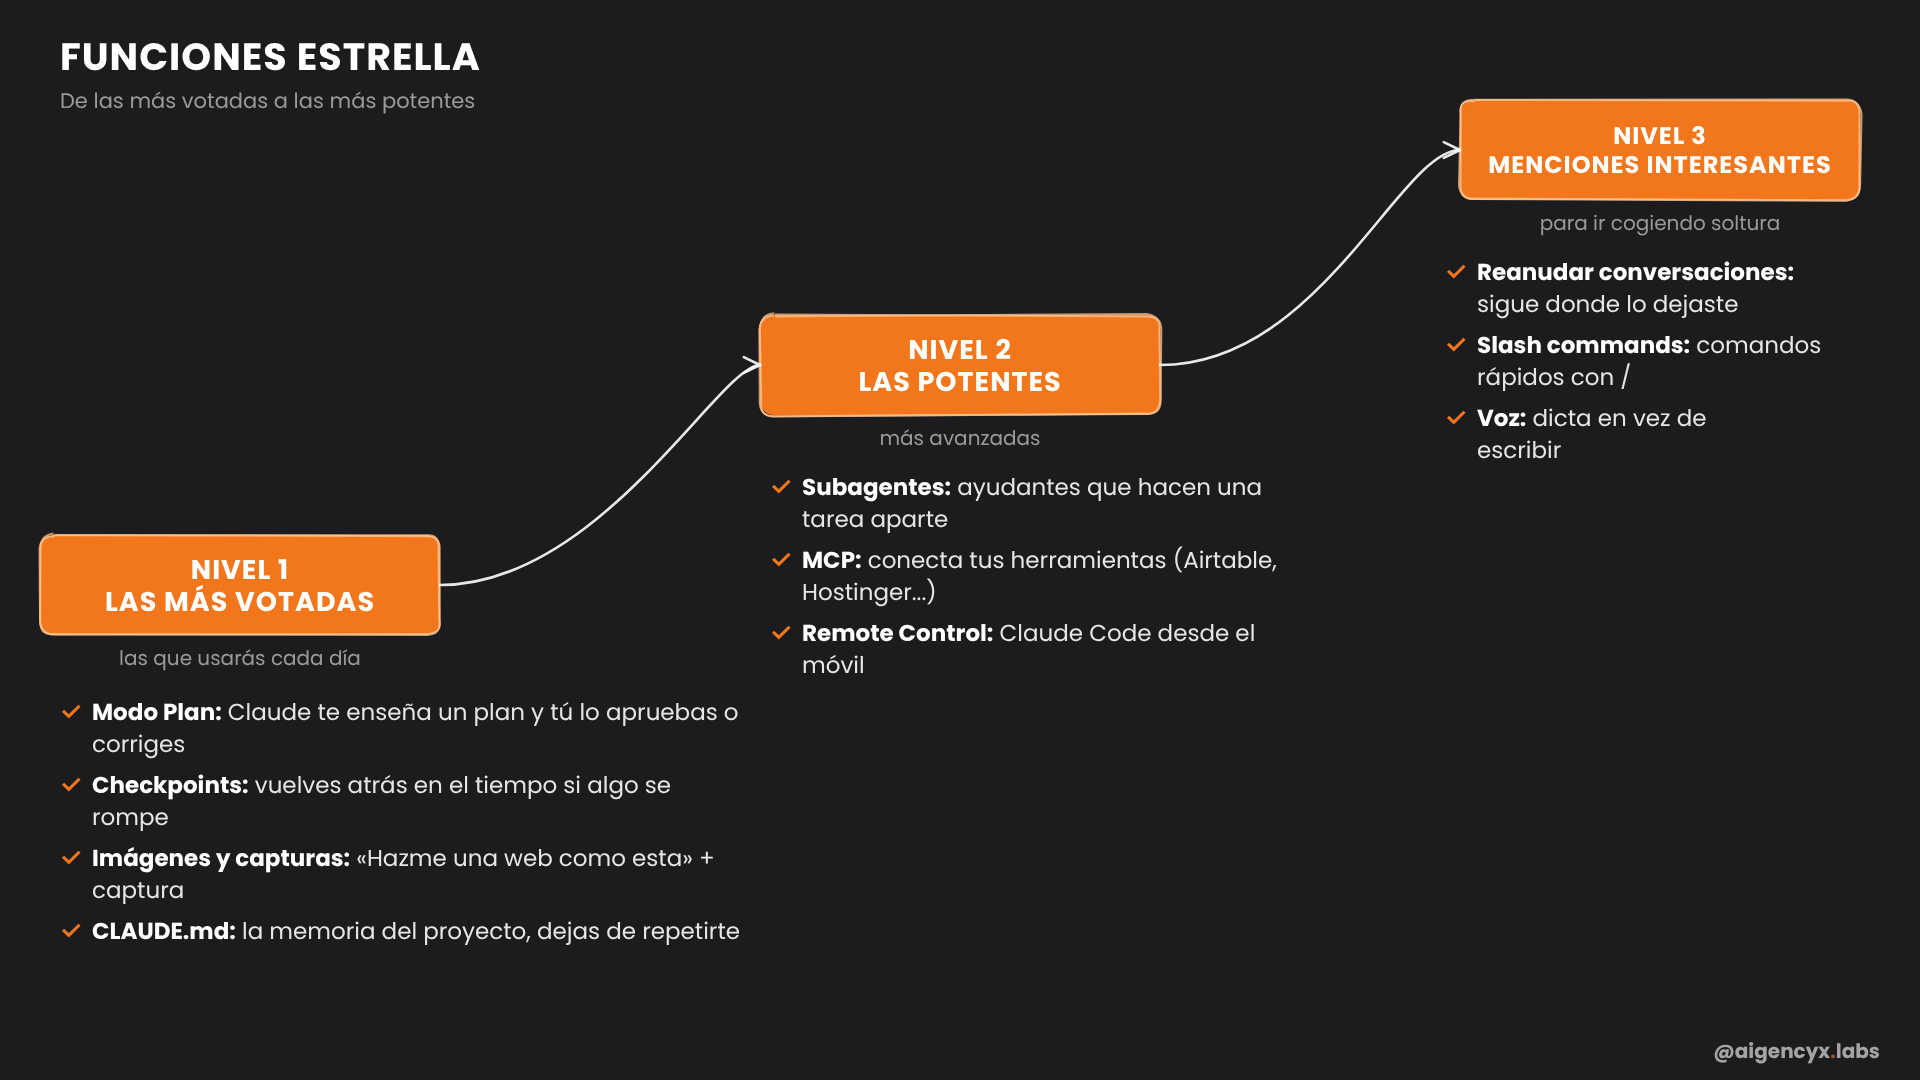 FUNCIONES ESTRELLA
De las más votadas a las más potentes
NIVEL 1
LAS MÁS VOTADAS
las que usarás cada día
Modo Plan: Claude te enseña un plan y tú lo apruebas o
corriges
Checkpoints: vuelves atrás en el tiempo si algo se
rompe
Imágenes y capturas: «Hazme una web como esta» +
captura
CLAUDE.md: la memoria del proyecto, dejas de repetirte
NIVEL 2
LAS POTENTES
más avanzadas
Subagentes: ayudantes que hacen una
tarea aparte
MCP: conecta tus herramientas (Airtable,
Hostinger...)
Remote Control: Claude Code desde el
móvil
NIVEL 3
MENCIONES INTERESANTES
para ir cogiendo soltura
Reanudar conversaciones:
sigue donde lo dejaste
Slash commands: comandos
rápidos con /
Voz: dicta en vez de
escribir
@aigencyx.labs